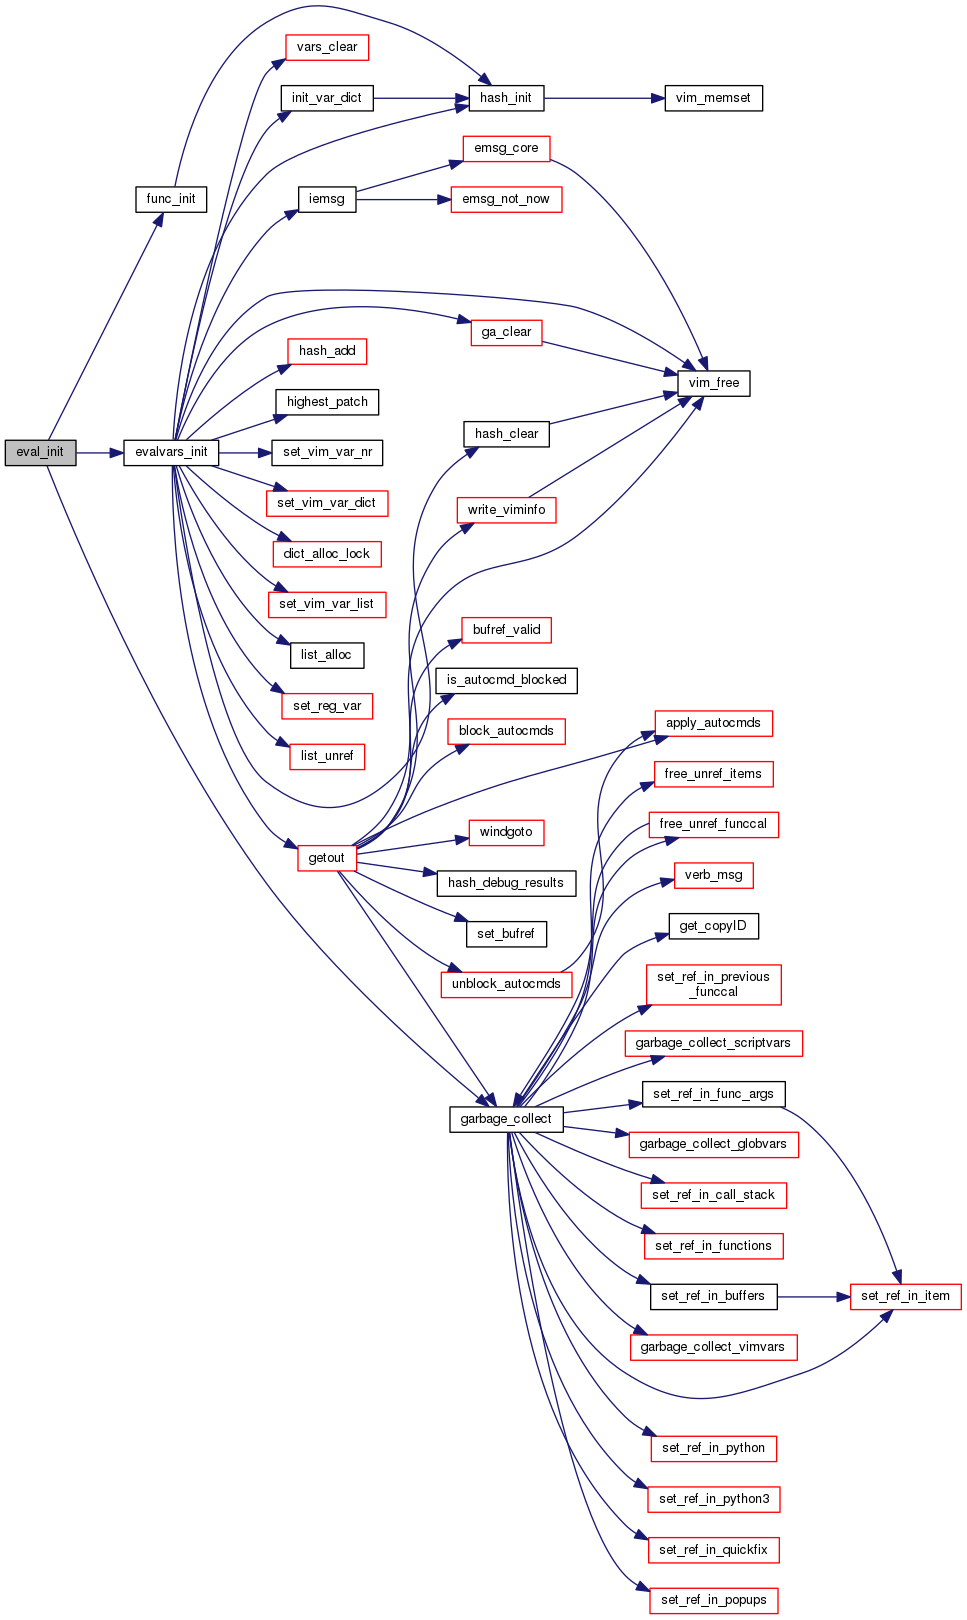 vars_clear
init_var_dict
hash_init
vim_memset
emsg_core
func_init
iemsg
emsg_not_now
ga_clear
hash_add
vim_free
highest_patch
hash_clear
eval_init
evalvars_init
set_vim_var_nr
set_vim_var_dict
write_viminfo
dict_alloc_lock
set_vim_var_list
bufref_valid
list_alloc
is_autocmd_blocked
set_reg_var
block_autocmds
apply_autocmds
list_unref
free_unref_items
windgoto
free_unref_funccal
getout
hash_debug_results
verb_msg
set_bufref
get_copyID
unblock_autocmds
set_ref_in_previous
_funccal
garbage_collect_scriptvars
set_ref_in_func_args
garbage_collect
garbage_collect_globvars
set_ref_in_call_stack
set_ref_in_functions
set_ref_in_buffers
set_ref_in_item
garbage_collect_vimvars
set_ref_in_python
set_ref_in_python3
set_ref_in_quickfix
set_ref_in_popups